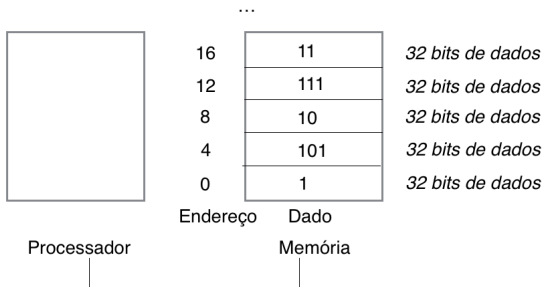 ...
16 11 32 bits de dados
12 111 32 bits de dados
8 10 32 bits de dados
4 101 32 bits de dados
0 1 32 bits de dados
Endereço Dado
Processador Memória